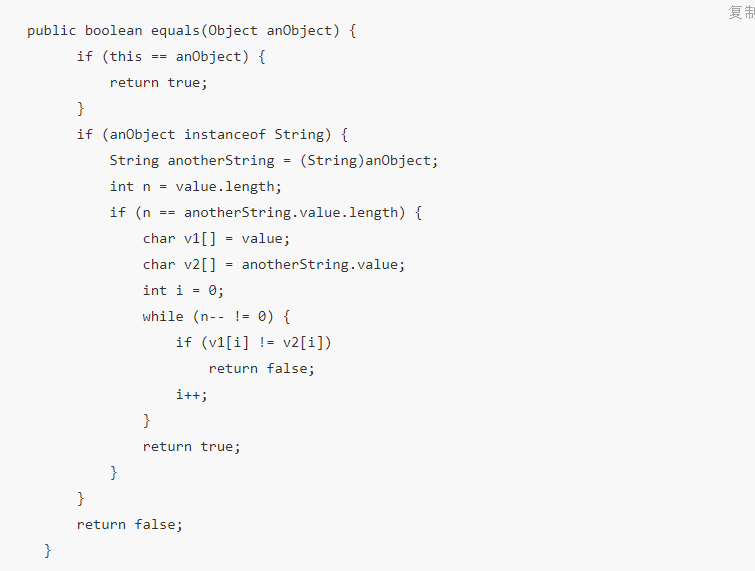 复制
public boolean equals(Object anObject) {
if (this == anObject) {
return true;
}
if (anObject instanceof String) {
String anotherString = (String)anObject;
int n = value.length;
if (n == anotherString.value.length) {
char v1[] = value;
char v2[] = anotherString.value;
int i = 0;
while (n-- != 0) {
if (v1[i] != v2[i])
return false;
i++;
}
return true;
}
}
return false;
}